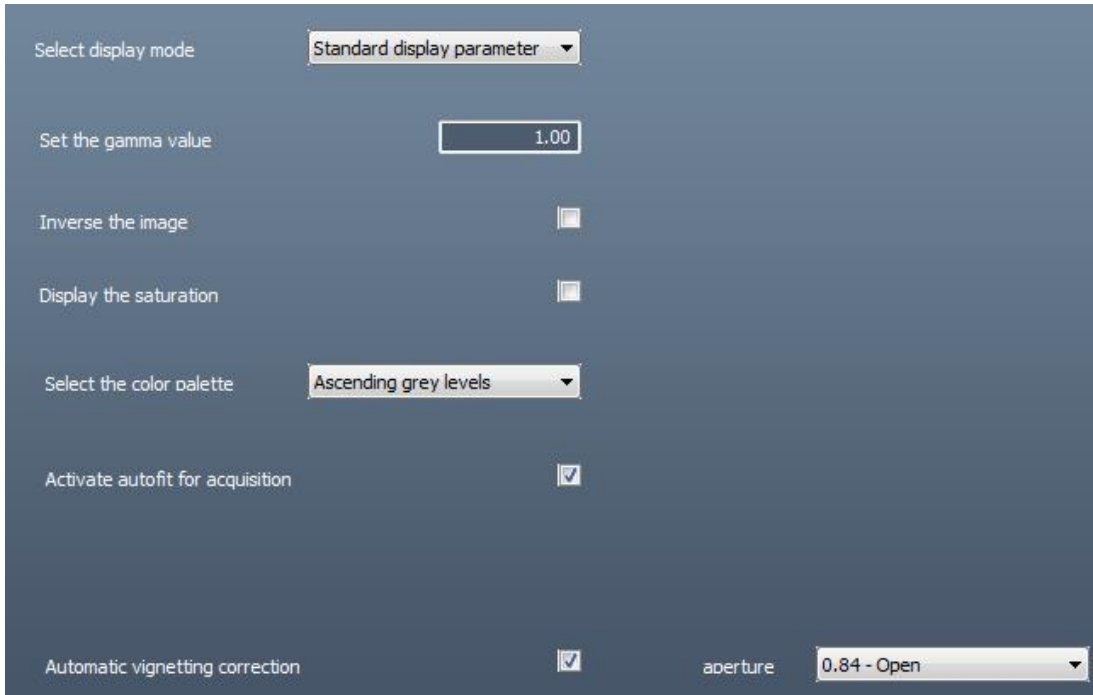 Select display mode Standard display parameter
Set the gamma value 1.00
Inverse the image
Display the saturation
Select the color palette Ascending grey levels
Activate autofit for acquisition
Automatic vignetting correction aperture 0.84 - Open